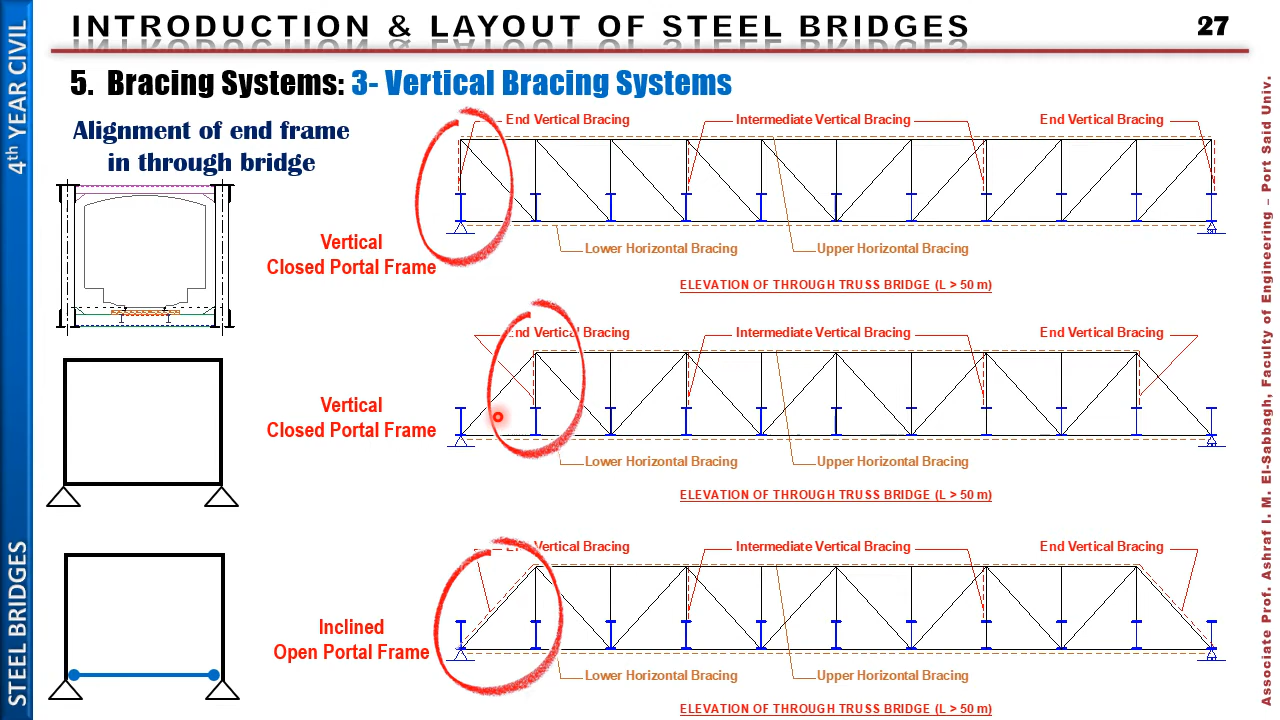 INTRODUCTION & LAYOUT OF STEEL BRIDGES
27
4th YEAR CIVIL
STEEL BRIDGES
5. Bracing Systems: 3- Vertical Bracing Systems
Alignment of end frame
in through bridge
End Vertical Bracing
Intermediate Vertical Bracing
End Vertical Bracing
Vertical
Closed Portal Frame
Lower Horizontal Bracing
Upper Horizontal Bracing
ELEVATION OF THROUGH TRUSS BRIDGE (L > 50 m)
End Vertical Bracing
Intermediate Vertical Bracing
End Vertical Bracing
Vertical
Closed Portal Frame
Lower Horizontal Bracing
Upper Horizontal Bracing
ELEVATION OF THROUGH TRUSS BRIDGE (L > 50 m)
Vertical Bracing
Intermediate Vertical Bracing
End Vertical Bracing
Inclined
Open Portal Frame
Lower Horizontal Bracing
Upper Horizontal Bracing
ELEVATION OF THROUGH TRUSS BRIDGE (L > 50 m)
Associate Prof. Ashraf I. M. El-Sabbagh, Faculty of Engineering – Port Said Univ.